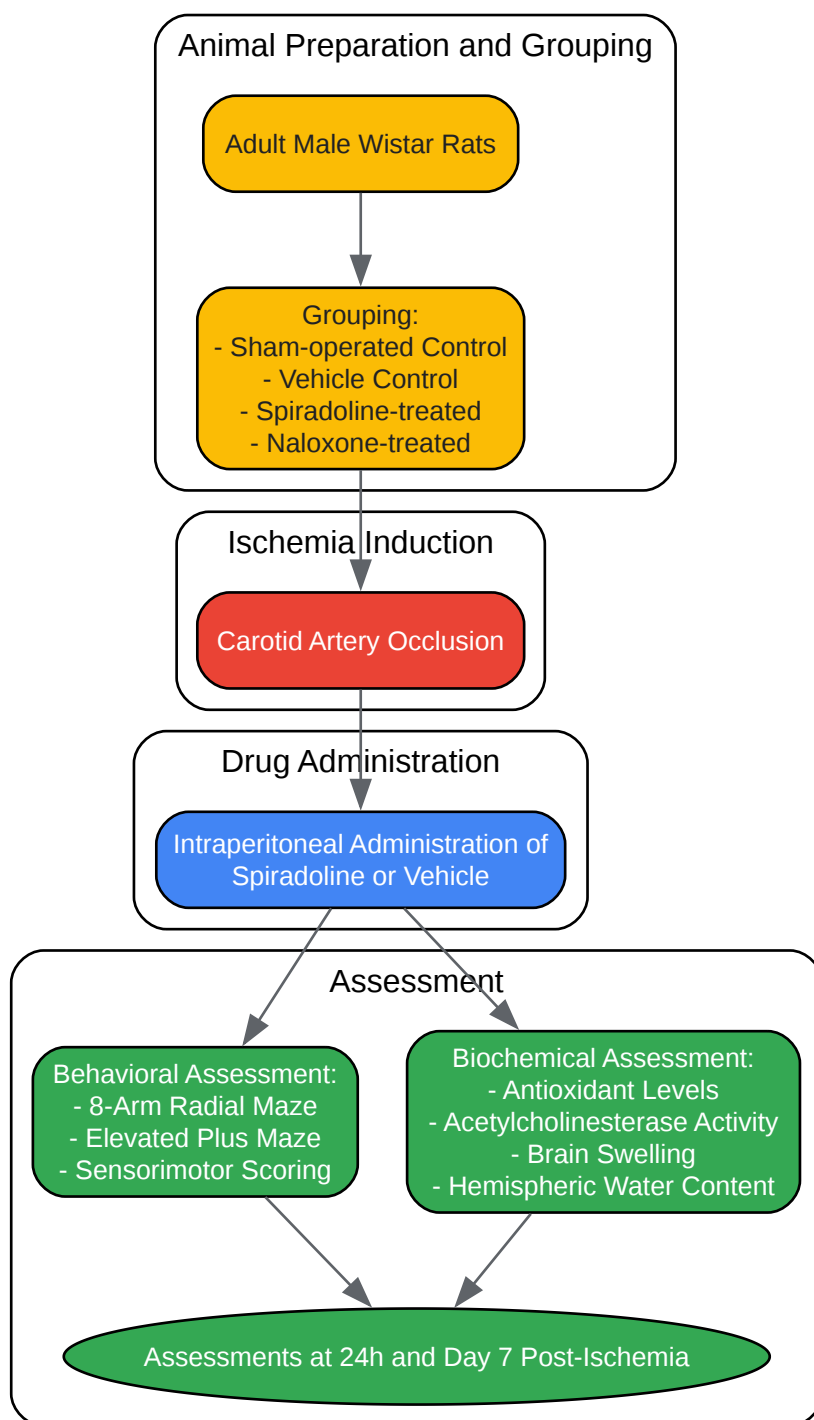 Animal Preparation and Grouping
Adult Male Wistar Rats
Grouping:
- Sham-operated Control
- Vehicle Control
- Spiradoline-treated
- Naloxone-treated
Ischemia Induction
Carotid Artery Occlusion
Drug Administration
Intraperitoneal Administration of
Spiradoline or Vehicle
Assessment
Behavioral Assessment:
- 8-Arm Radial Maze
- Elevated Plus Maze
- Sensorimotor Scoring
Biochemical Assessment:
- Antioxidant Levels
- Acetylcholinesterase Activity
- Brain Swelling
- Hemispheric Water Content
Assessments at 24h and Day 7 Post-Ischemia